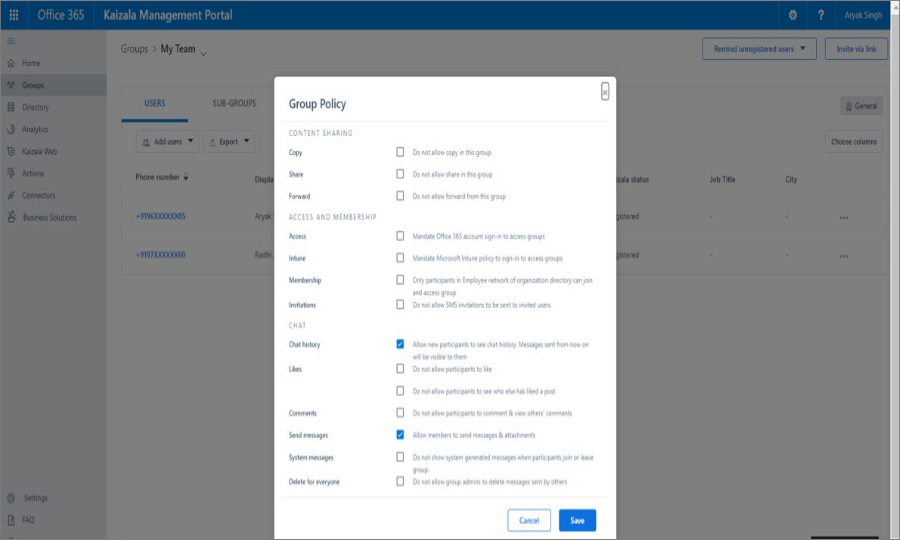 Office 365 Kaizala Management Portal ? Aryak Singh
Groups > My Team Remind unregistered users Invite via link
Home
Groups
Directory
Analytics
Kaizala Web
Actions
Connectors
Business Solutions
Settings
FAQ
USERS SUB-GROUPS General
Add users Export Choose columns
Phone number Displa izala status Job Title City
+9196XXXXXX05 Aryak gistered - - ...
+9197XXXXXX60 Radhi gistered - - ...
Group Policy
CONTENT SHARING
Copy Do not allow copy in this group
Share Do not allow share in this group
Forward Do not allow forward from this group
ACCESS AND MEMBERSHIP
Access Mandate Office 365 account sign-in to access groups
Intune Mandate Microsoft Intune policy to sign-in to access groups
Membership Only participants in Employee network of organization directory can join
and access group
Invitations Do not allow SMS invitations to be sent to invited users.
CHAT
Chat history Allow new participants to see chat history. Messages sent from now on
will be visible to them
Likes Do not allow participants to like
Do not allow participants to see who else has liked a post
Comments Do not allow participants to comment & view others' comments
Send messages Allow members to send messages & attachments
System messages Do not show system generated messages when participants join or leave
group.
Delete for everyone Do not allow group admins to delete messages sent by others
Cancel Save